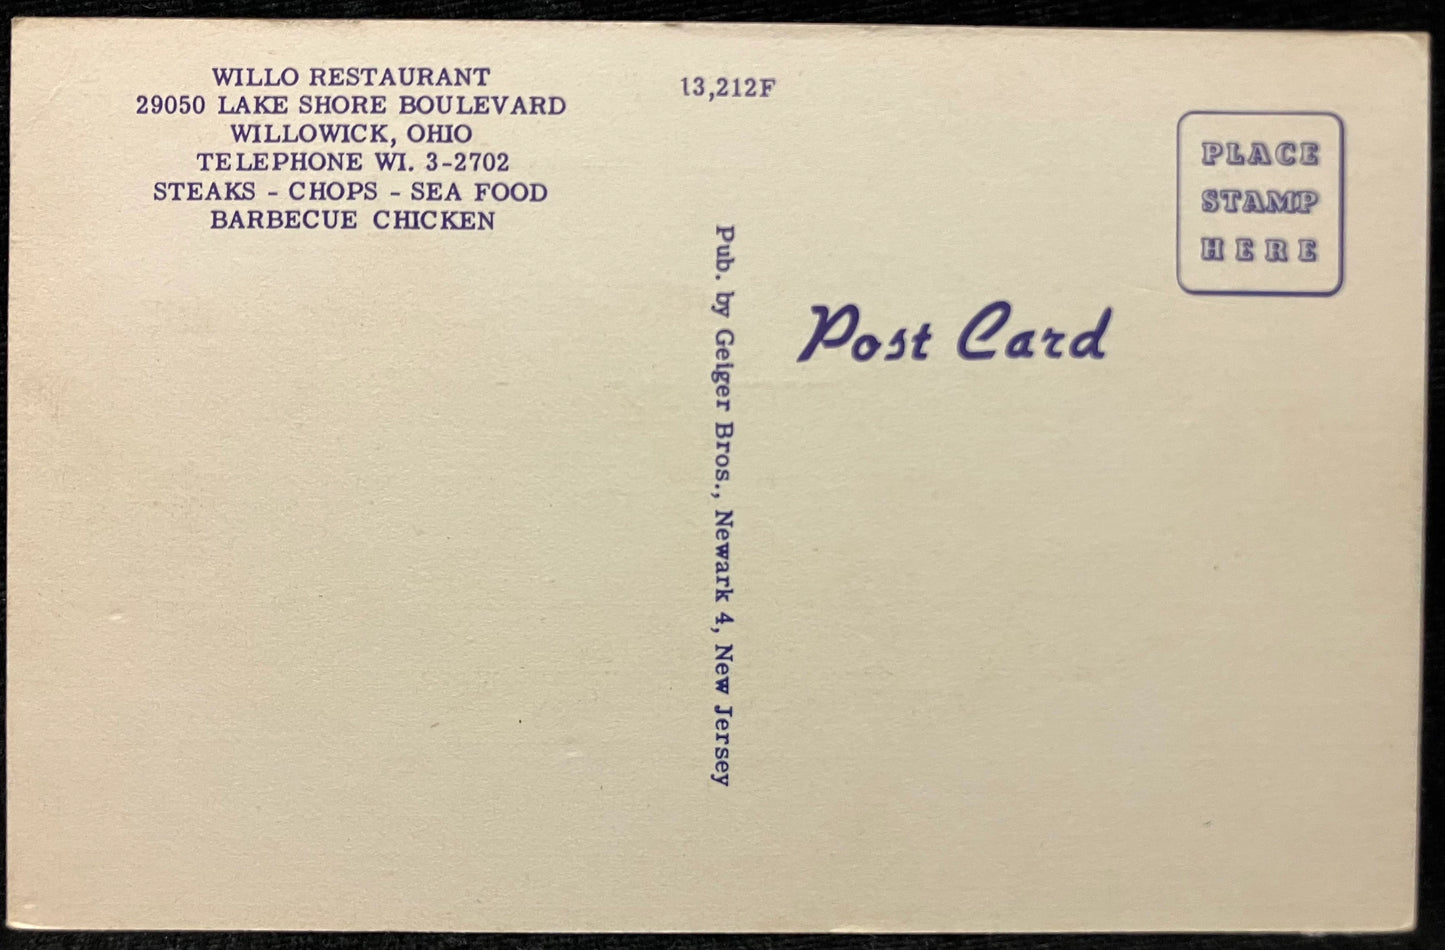 WILLO RESTAURANT
29050 LAKE SHORE BOULEVARD
WILLOWICK, OHIO
TELEPHONE WI. 3-2702
STEAKS - CHOPS - SEA FOOD
BARBECUE CHICKEN
13,212F
Pub. by Geiger Bros., Newark 4, New Jersey
Post Card
PLACE
STAMP
HERE